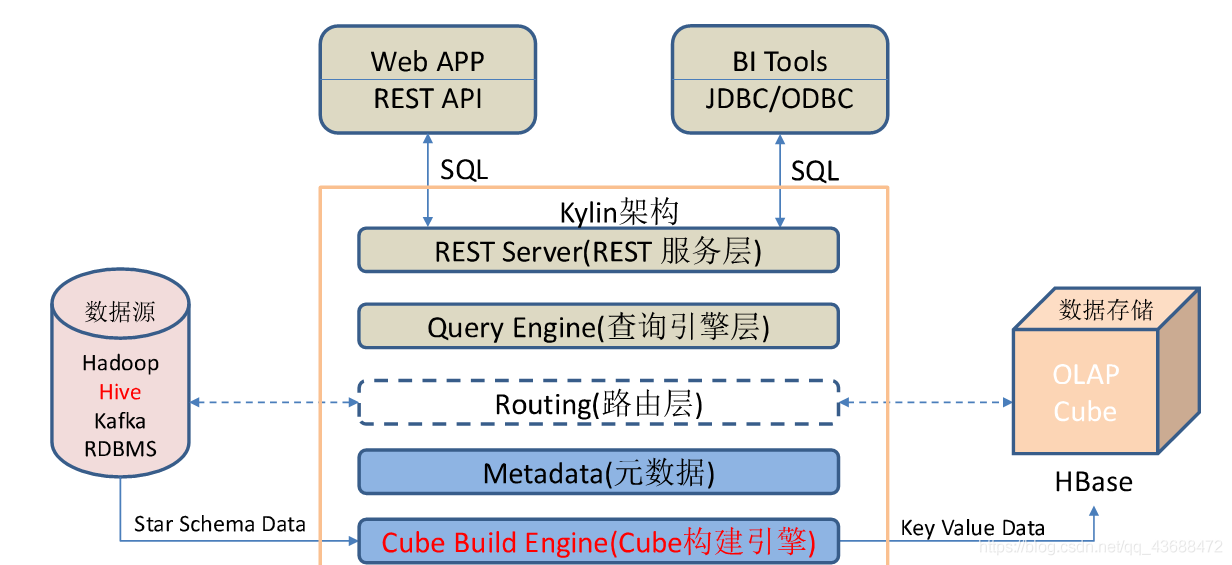 Web APP
REST API
BI Tools
JDBC/ODBC
SQL
SQL
Kylin架构
REST Server(REST 服务层)
Query Engine(查询引擎层)
Routing(路由层)
Metadata(元数据)
Cube Build Engine(Cube构建引擎)
数据源
Hadoop
Hive
Kafka
RDBMS
Star Schema Data
数据存储
OLAP
Cube
HBase
Key Value Data
https://blog.csdn.net/qq_43688472